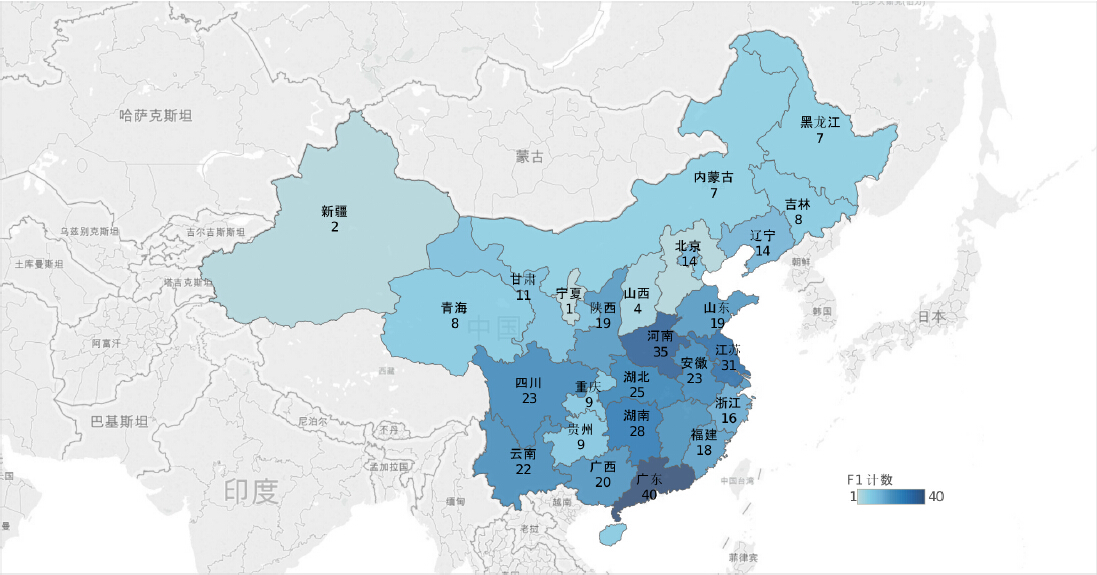 哈萨克斯坦
黑龙江
7
蒙古
内蒙古
7
新疆
2
吉林
8
乌兹别克斯坦
吉尔吉斯斯坦
辽宁
14
北京
14
土库曼斯坦
塔吉克斯坦
朝鲜
甘肃
11
宁夏
1
山西
4
陕西
19
青海
8
中国
山东
19
韩国
日本
阿富汗
河南
35
江苏
31
安徽
23
西藏
四川
23
重庆
9
湖北
25
浙江
16
巴基斯坦
尼泊尔
不丹
贵州
9
湖南
28
福建
18
云南
22
孟加拉国
广西
20
广东
40
中国台湾
印度
缅甸
越南
老挝
F1 计数
1
40
菲律宾